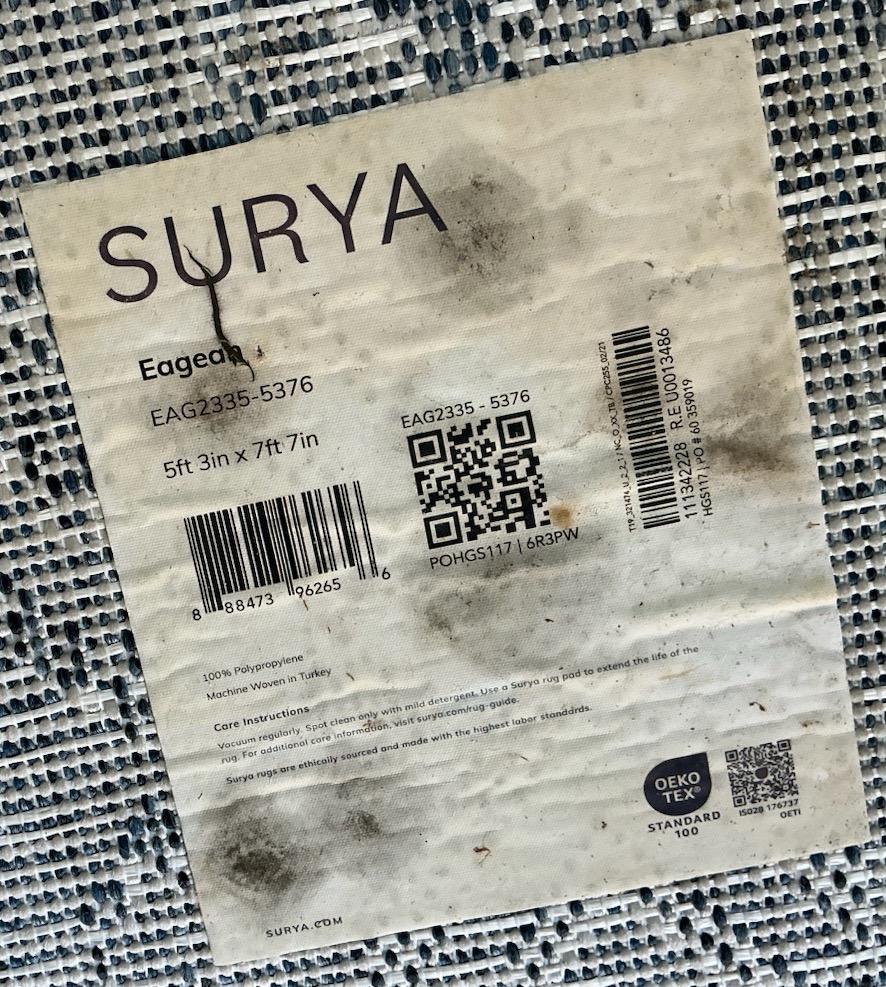 SURYA
Eagean
EAG2335-5376
5ft 3in x 7ft 7in
8 88473 96265 6
EAG2335 - 5376
POHGS117 | 6R3PW
111342228 R.E U0013486
HGS117 | PO # 60 359019
100% Polypropylene
Machine Woven in Turkey
Care Instructions
Vacuum regularly. Spot clean only with mild detergent. Use a Surya rug pad to extend the life of the
rug. For additional care information, visit surya.com/rug-guide.
Surya rugs are ethically sourced and made with the highest labor standards.
OEKO
TEX®
STANDARD
100
IS028 176737
OETI
SURYA.COM